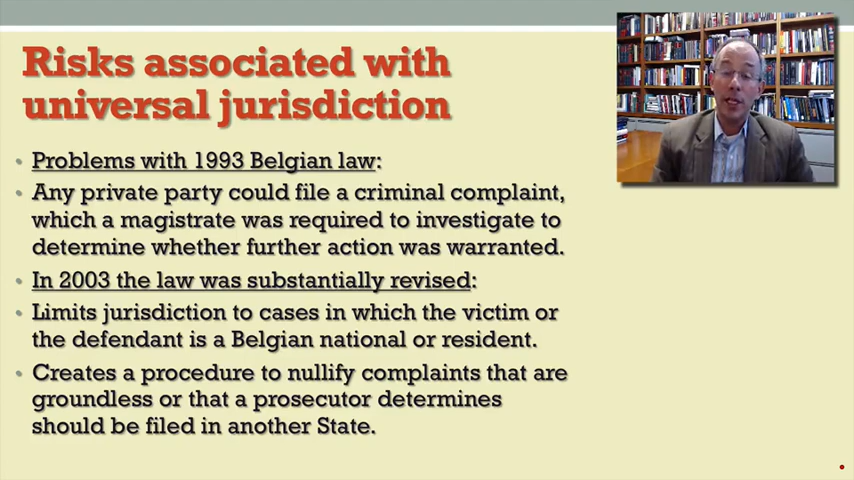 Risks associated with
universal jurisdiction
• Problems with 1993 Belgian law:
• Any private party could file a criminal complaint,
which a magistrate was required to investigate to
determine whether further action was warranted.
• In 2003 the law was substantially revised:
• Limits jurisdiction to cases in which the victim or
the defendant is a Belgian national or resident.
• Creates a procedure to nullify complaints that are
groundless or that a prosecutor determines
should be filed in another State.